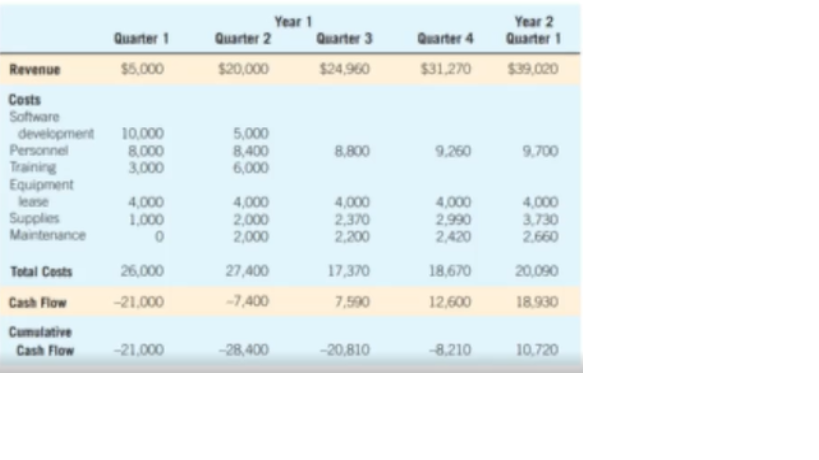 Year 1 Year 2
Quarter 1 Quarter 2 Quarter 3 Quarter 4 Quarter 1
Revenue $5,000 $20,000 $24,960 $31,270 $39,020
Costs
Software
development 10,000 5,000
Personnel 8,000 8,400 8,800 9,260 9,700
Training 3,000 6,000
Equipment
lease 4,000 4,000 4,000 4,000 4,000
Supplies 1,000 2,000 2,370 2,990 3,730
Maintenance 0 2,000 2,200 2,420 2,660
Total Costs 26,000 27,400 17,370 18,670 20,090
Cash Flow –21,000 –7,400 7,590 12,600 18,930
Cumulative
Cash Flow –21,000 –28,400 –20,810 –8,210 10,720